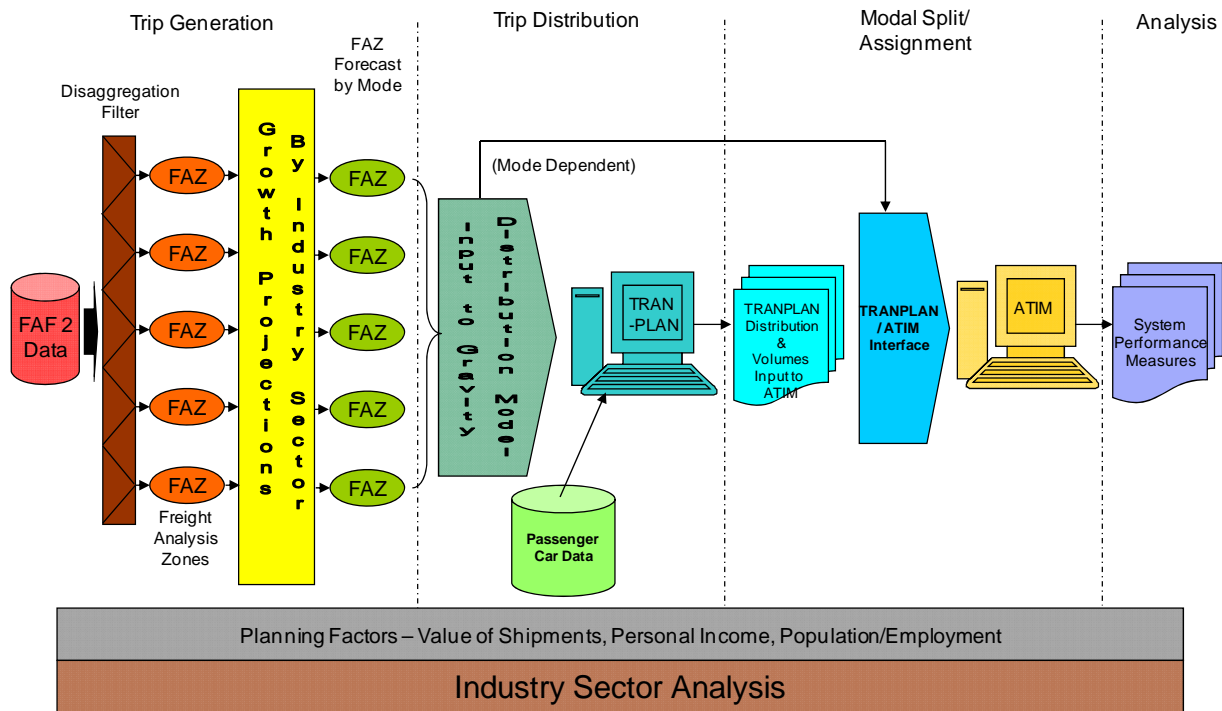 Trip Generation
Trip Distribution
Modal Split/
Assignment
Analysis
FAZ
Forecast
by Mode
Disaggregation
Filter
FAF 2
Data
FAZ
FAZ
FAZ
FAZ
FAZ
Freight
Analysis
Zones
Growth Projections
By Industry Sector
FAZ
FAZ
FAZ
FAZ
FAZ
(Mode Dependent)
Input to Gravity
Distribution Model
TRAN
-PLAN
Passenger
Car Data
TRANPLAN
Distribution
&
Volumes
Input to
ATIM
TRANPLAN
/ ATIM
Interface
ATIM
System
Performance
Measures
Planning Factors – Value of Shipments, Personal Income, Population/Employment
Industry Sector Analysis